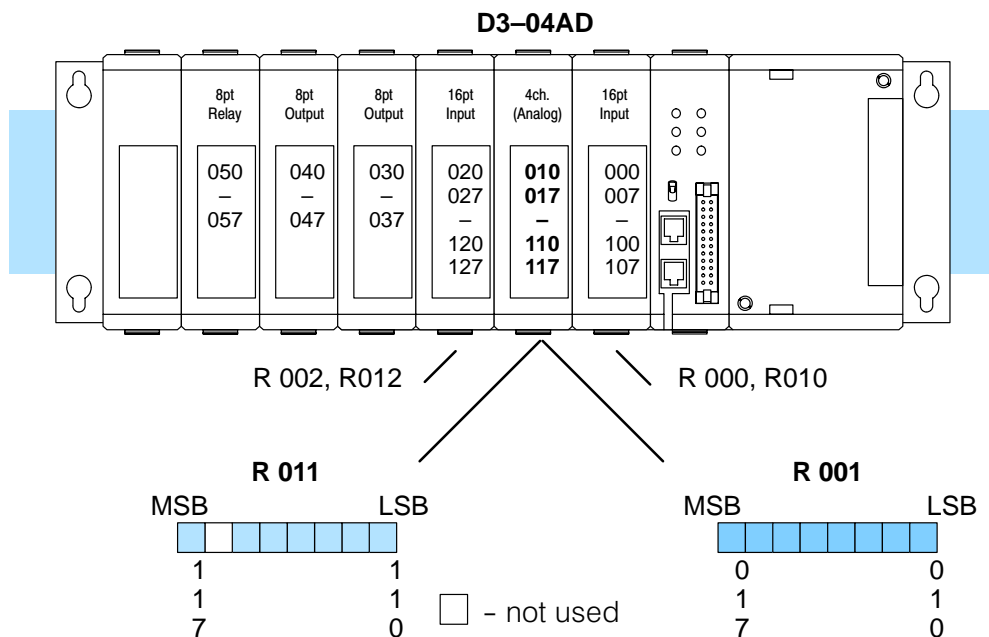 D3–04AD
8pt Relay
8pt Output
8pt Output
16pt Input
4ch. (Analog)
16pt Input
050 – 057
040 – 047
030 – 037
020 027 – 120 127
010 017 – 110 117
000 007 – 100 107
R 002, R012
R 000, R010
R 011
MSB LSB
1 1
1 1
7 0
R 001
MSB LSB
0 0
1 1
7 0
– not used